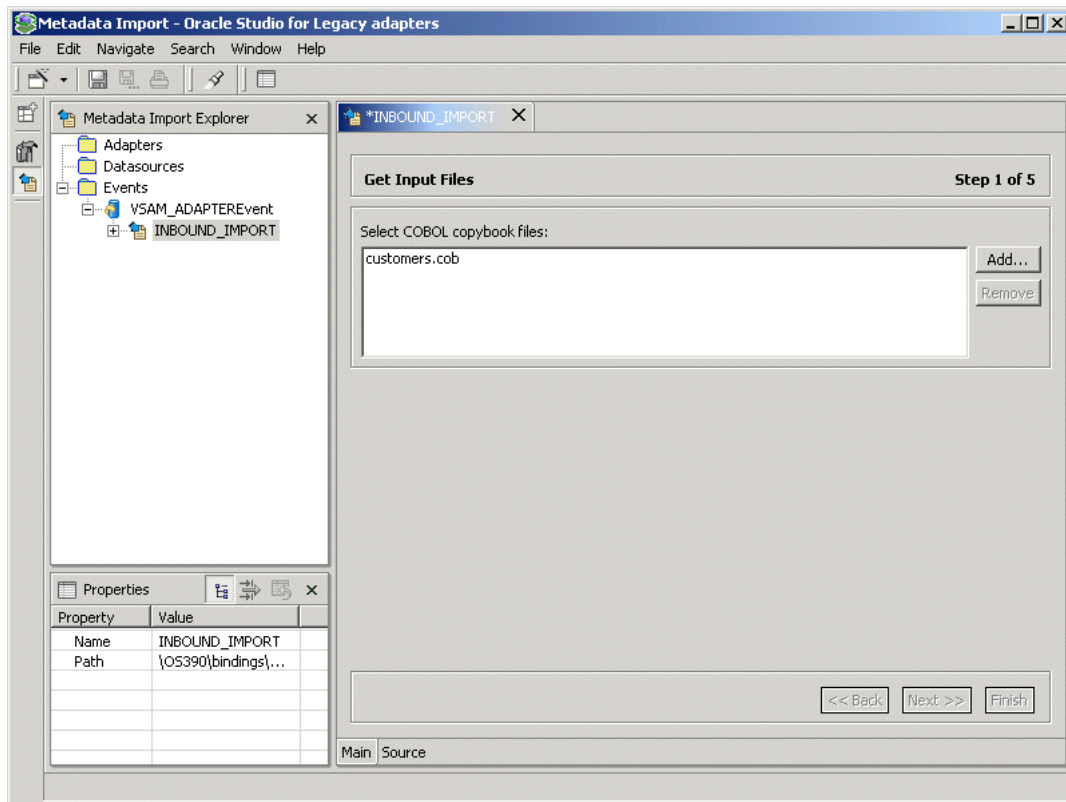 Metadata Import - Oracle Studio for Legacy adapters
File Edit Navigate Search Window Help
Metadata Import Explorer
Adapters
Datasources
Events
VSAM_ADAPTEREvent
INBOUND_IMPORT
*INBOUND_IMPORT
Get Input Files Step 1 of 5
Select COBOL copybook files:
customers.cob
Add...
Remove
Properties
Property Value
Name INBOUND_IMPORT
Path \OS390\bindings\...
<< Back Next >> Finish
Main Source